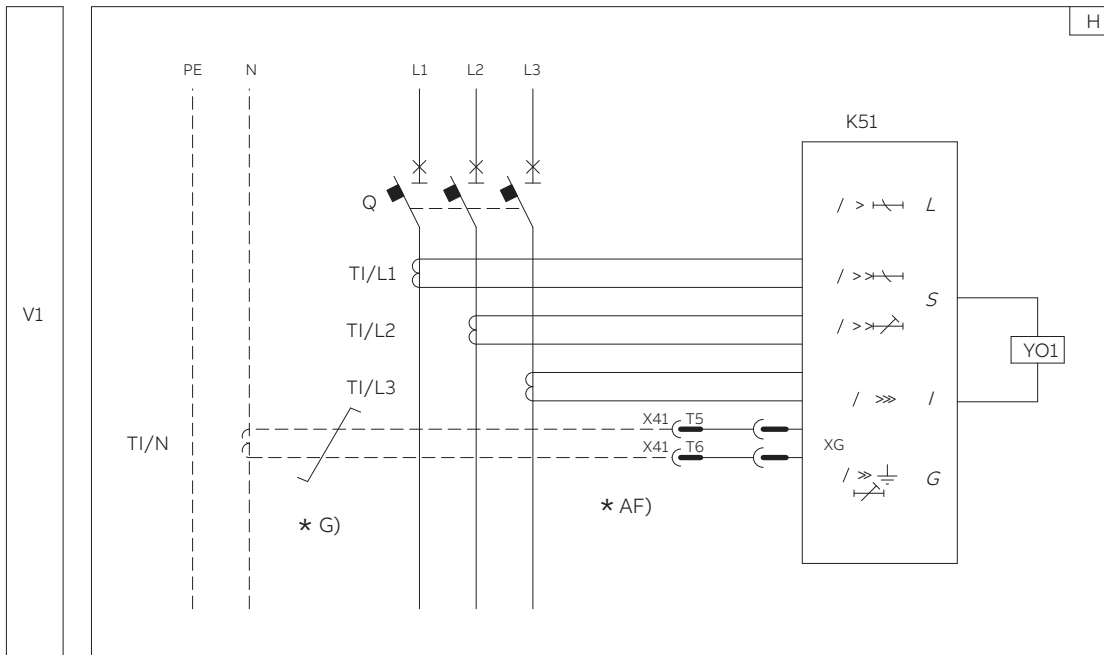 H
PE N L1 L2 L3
K51
Q
/ > L
TI/L1
/ >>
S
V1
TI/L2
/ >>
YO1
TI/L3
/ >>> I
X41 T5
TI/N
X41 T6
XG
/ >> G
* G)
* AF)